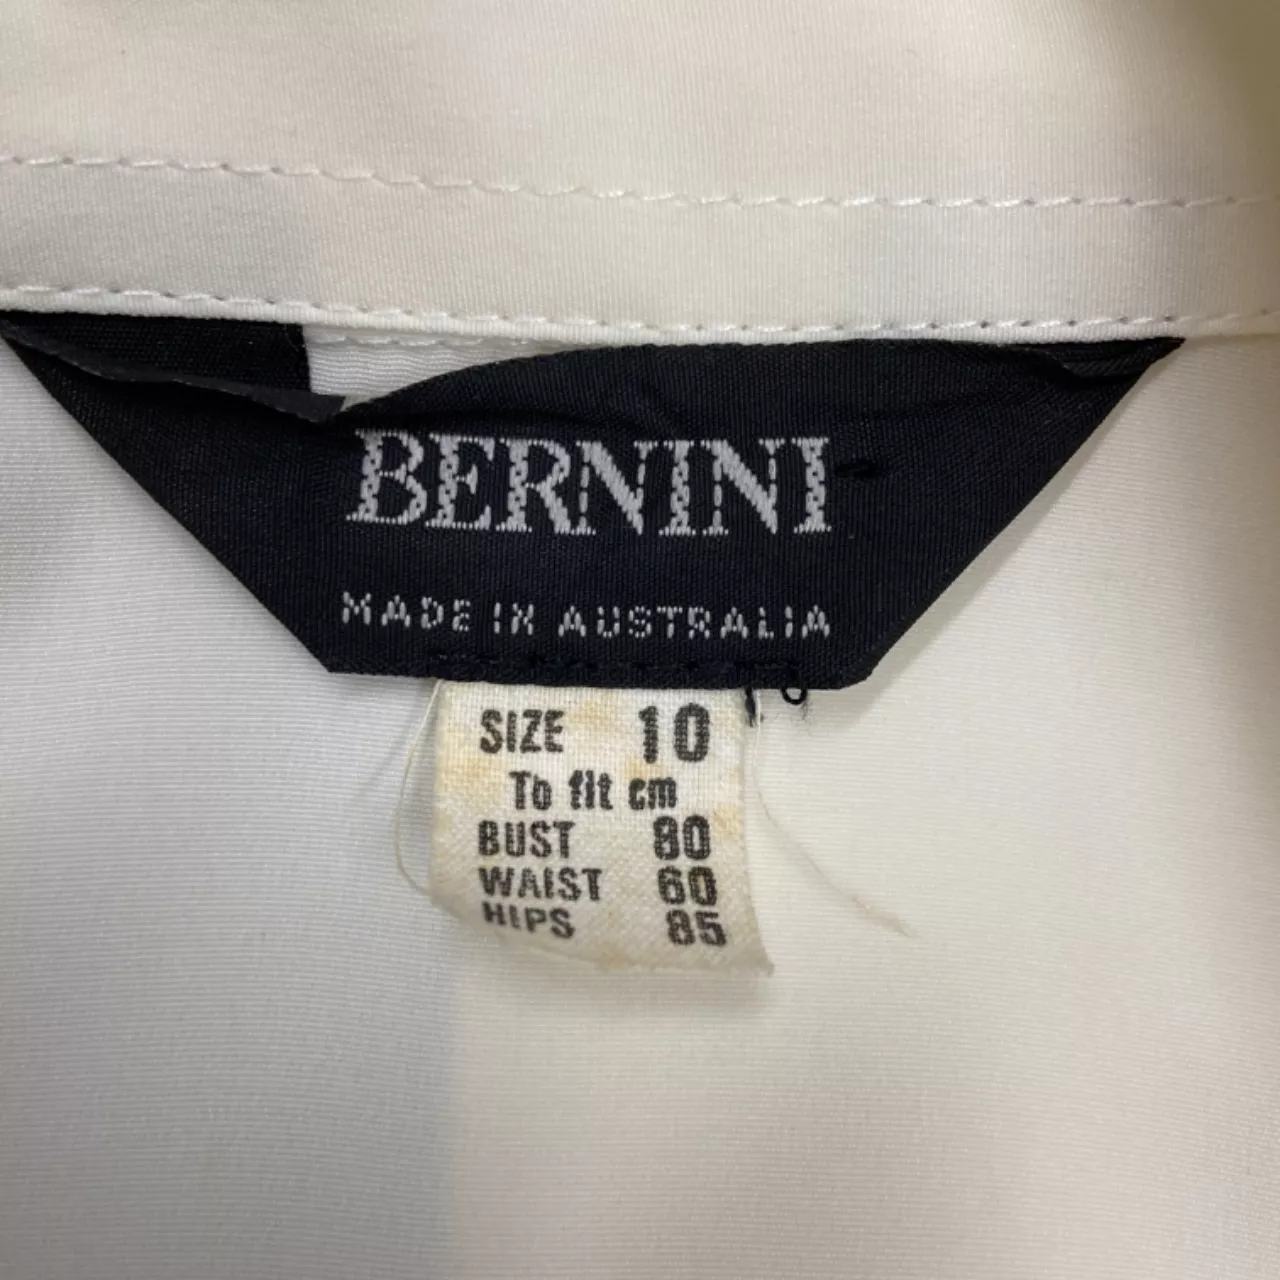 BERNINI
MADE IN AUSTRALIA
SIZE 10
To fit cm
BUST 80
WAIST 60
HIPS 85